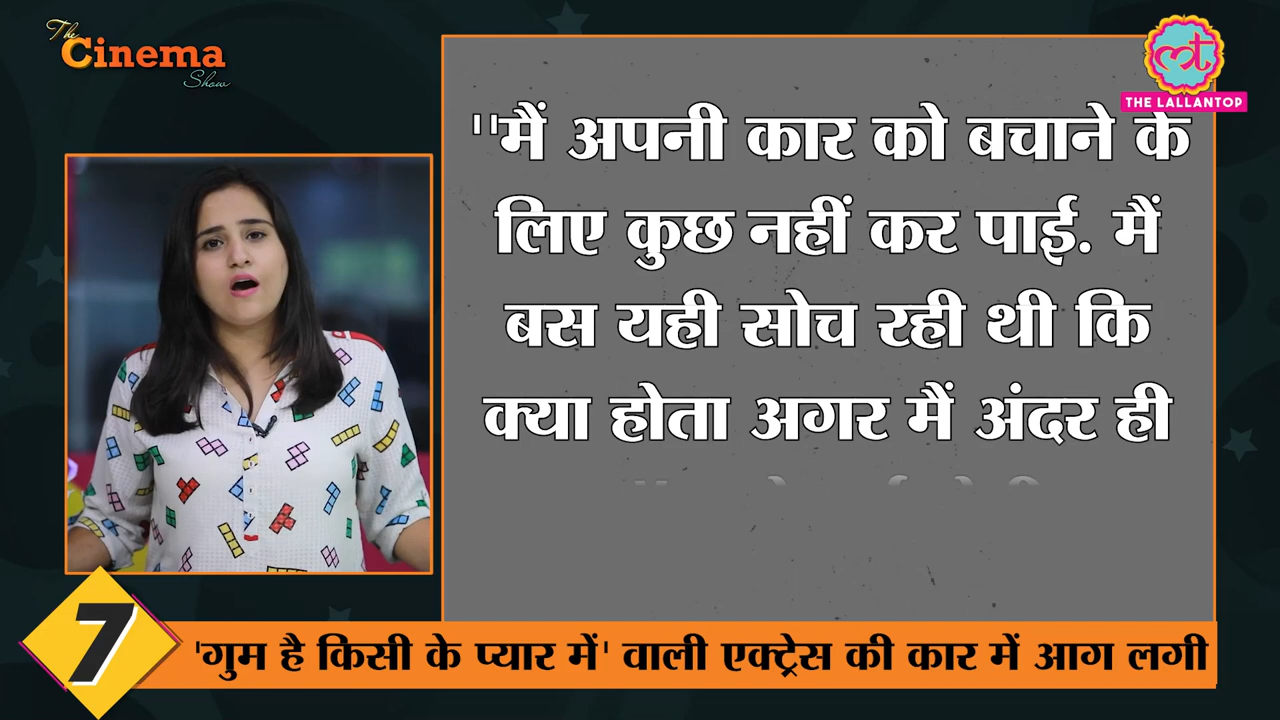 The
Cinema
Show
THE LALLANTOP
"मैं अपनी कार को बचाने के
लिए कुछ नहीं कर पाई. मैं
बस यही सोच रही थी कि
क्या होता अगर मैं अंदर ही
7
'गुम है किसी के प्यार में' वाली एक्ट्रेस की कार में आग लगी